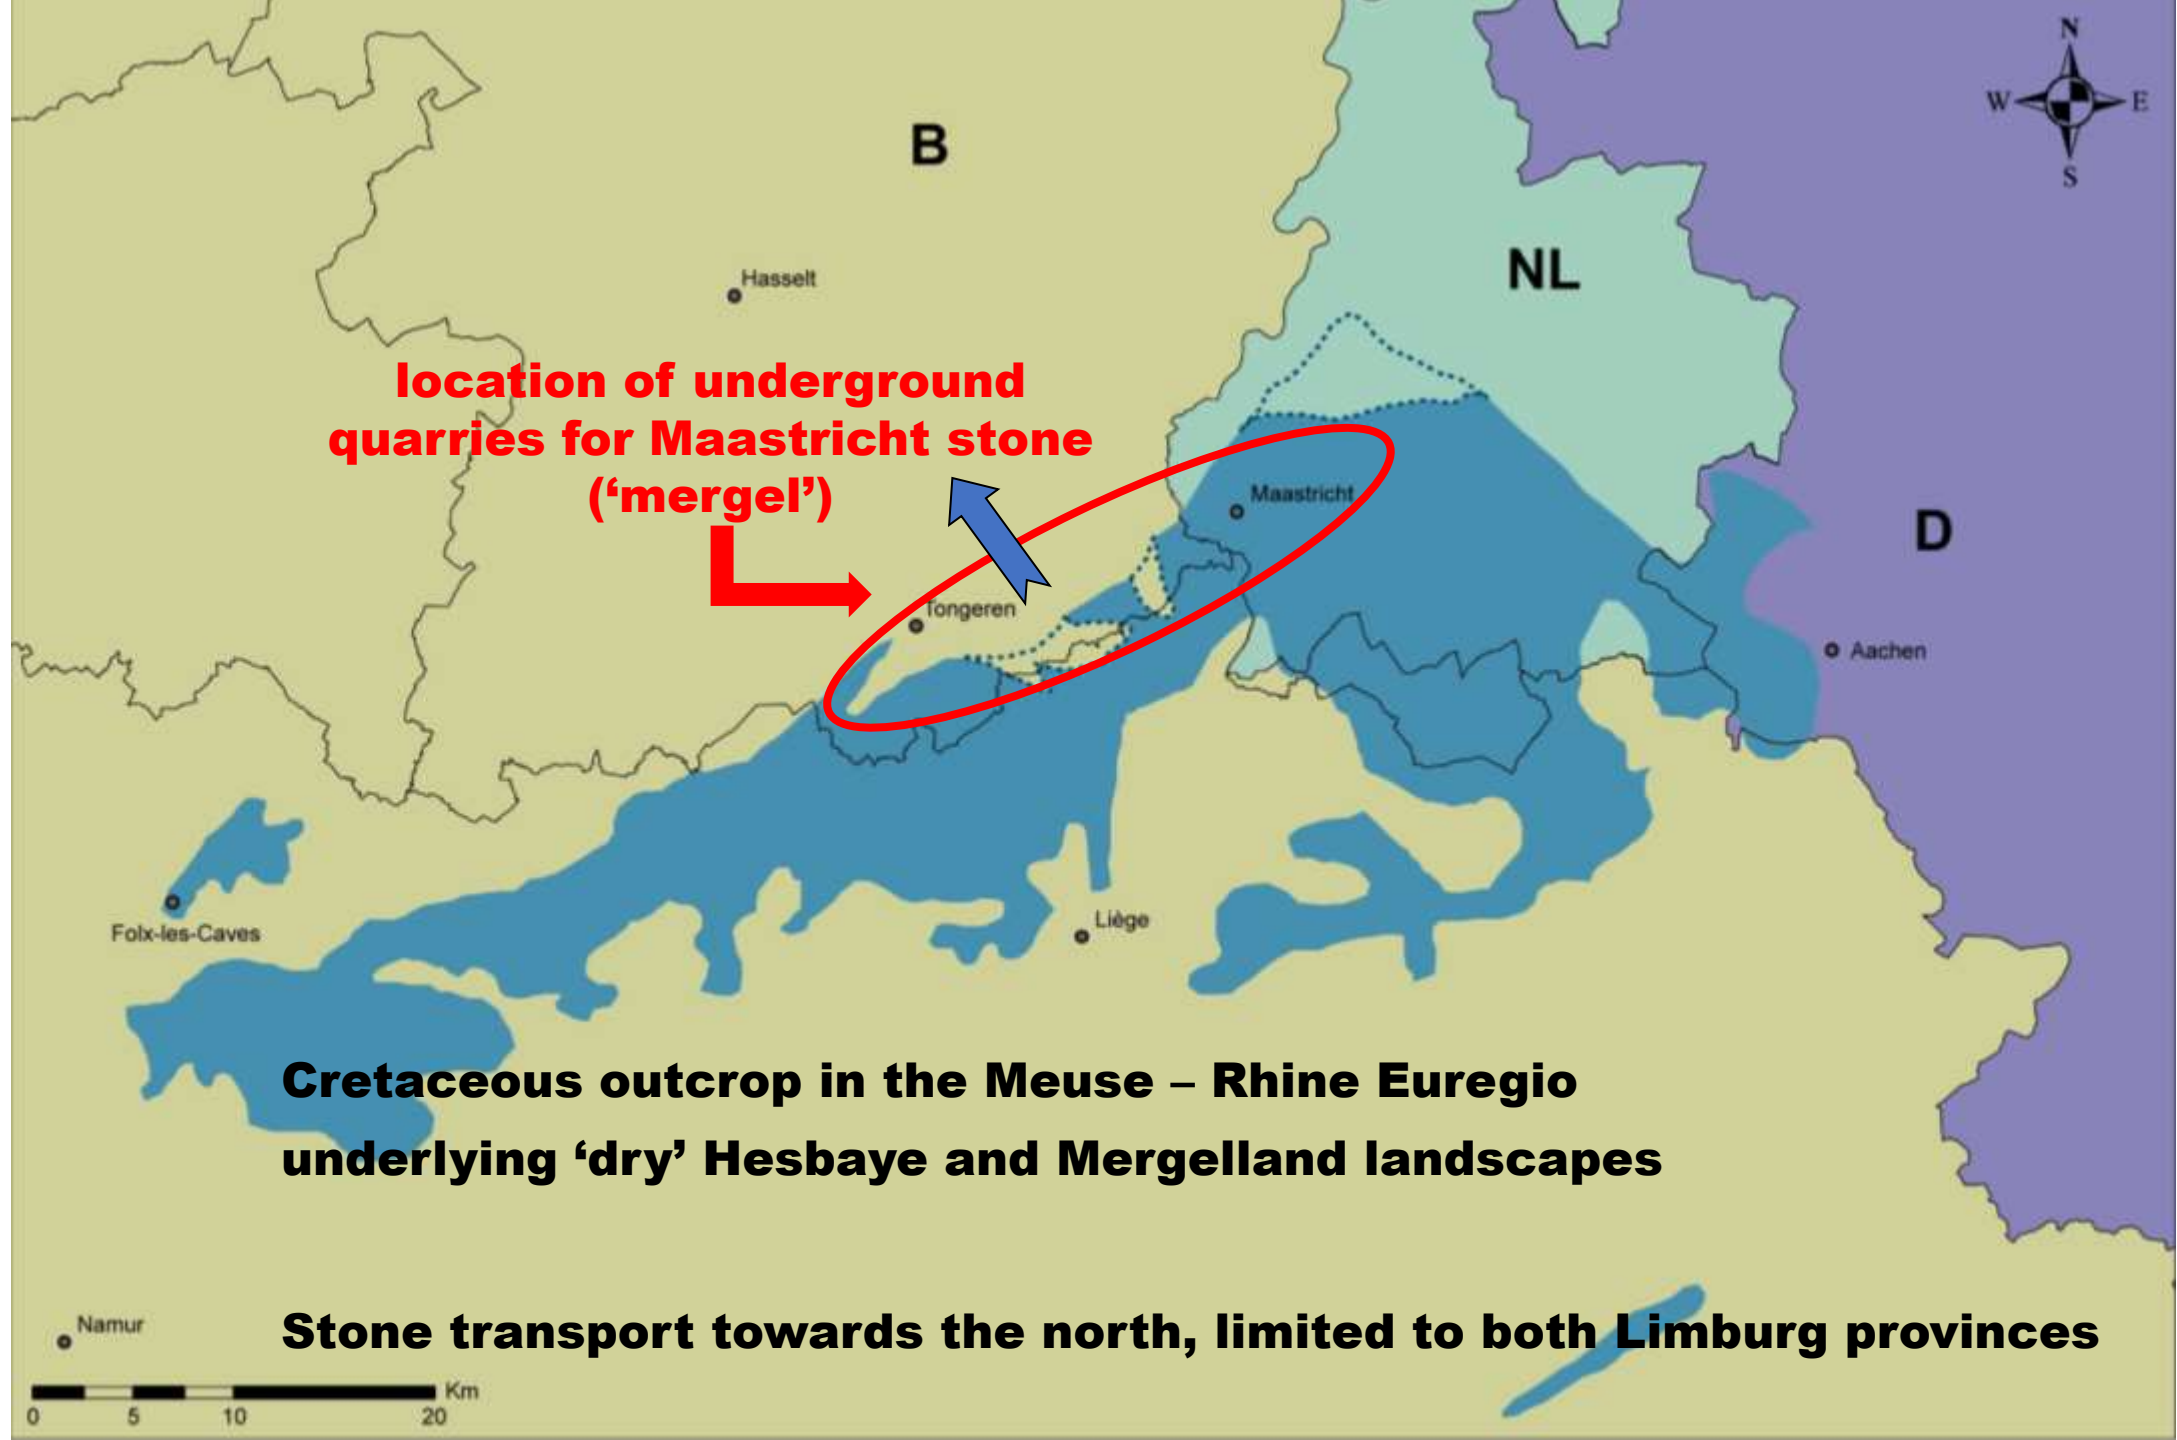 N
W E
S
B
NL
Hasselt
location of underground
quarries for Maastricht stone
(‘mergel’)
Maastricht
D
Tongeren
Aachen
Folx-les-Caves
Liège
Cretaceous outcrop in the Meuse – Rhine Euregio
underlying ‘dry’ Hesbaye and Mergelland landscapes
Namur
Stone transport towards the north, limited to both Limburg provinces
Km
0 5 10 20